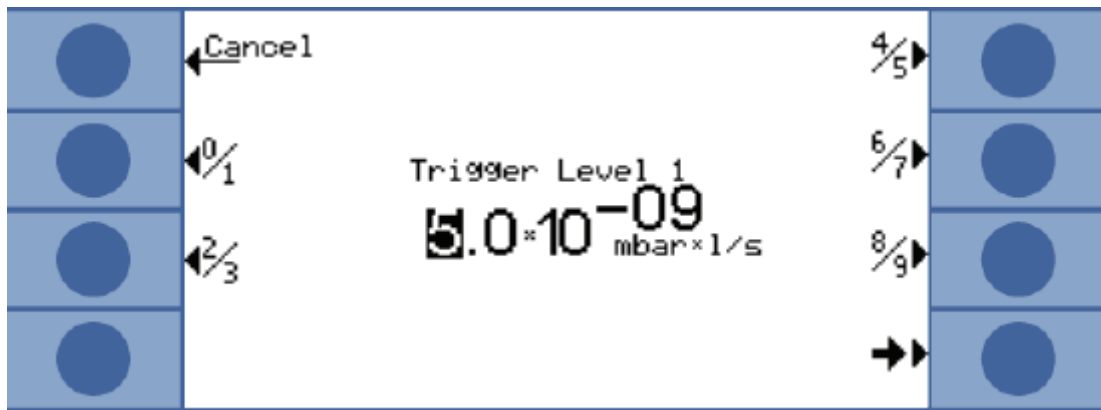 Cancel
0/1
2/3
4/5
6/7
8/9
Trigger Level 1
5.0×10⁻⁰⁹
mbar×l/s